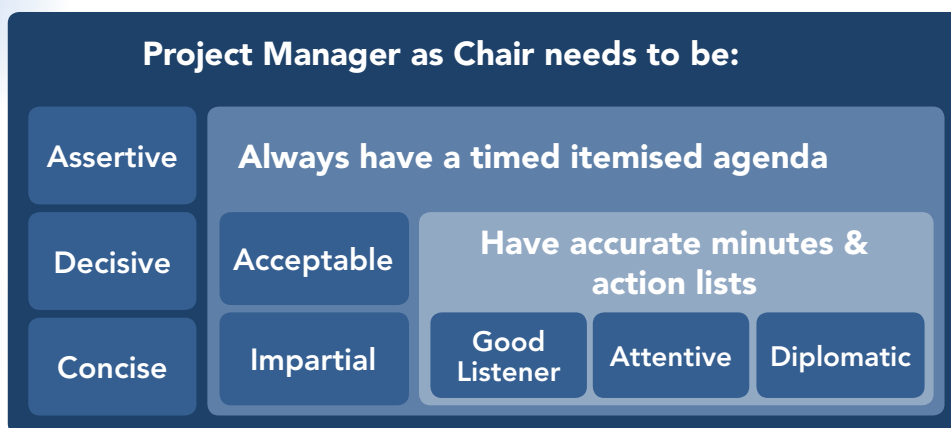 Project Manager as Chair needs to be:
Assertive
Always have a timed itemised agenda
Decisive
Acceptable
Have accurate minutes &
action lists
Concise
Impartial
Good
Listener
Attentive
Diplomatic